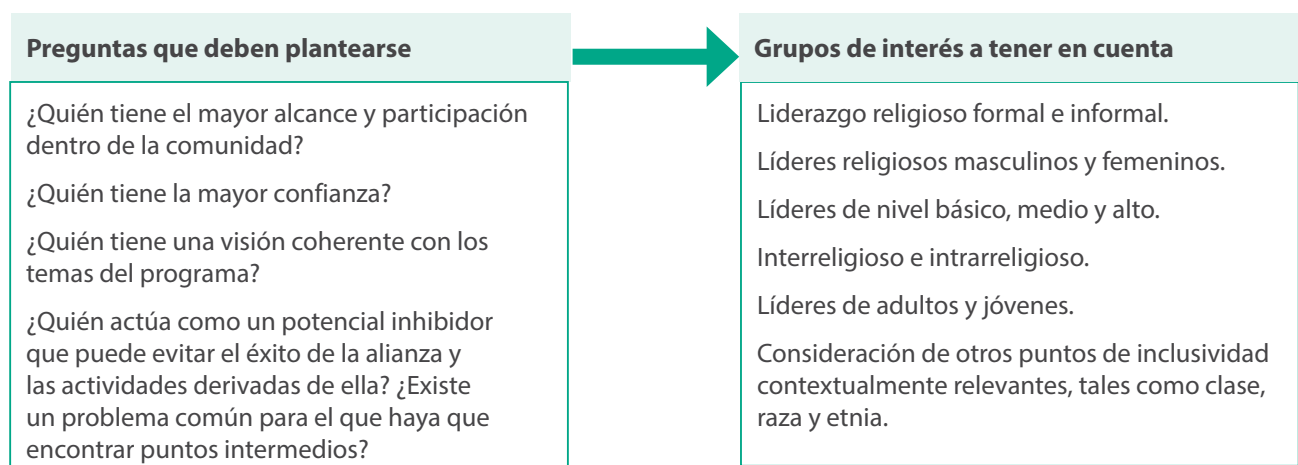 Preguntas que deben plantearse
¿Quién tiene el mayor alcance y participación
dentro de la comunidad?
¿Quién tiene la mayor confianza?
¿Quién tiene una visión coherente con los
temas del programa?
¿Quién actúa como un potencial inhibidor
que puede evitar el éxito de la alianza y
las actividades derivadas de ella? ¿Existe
un problema común para el que haya que
encontrar puntos intermedios?
Grupos de interés a tener en cuenta
Liderazgo religioso formal e informal.
Líderes religiosos masculinos y femeninos.
Líderes de nivel básico, medio y alto.
Interreligioso e intrarreligioso.
Líderes de adultos y jóvenes.
Consideración de otros puntos de inclusividad
contextualmente relevantes, tales como clase,
raza y etnia.